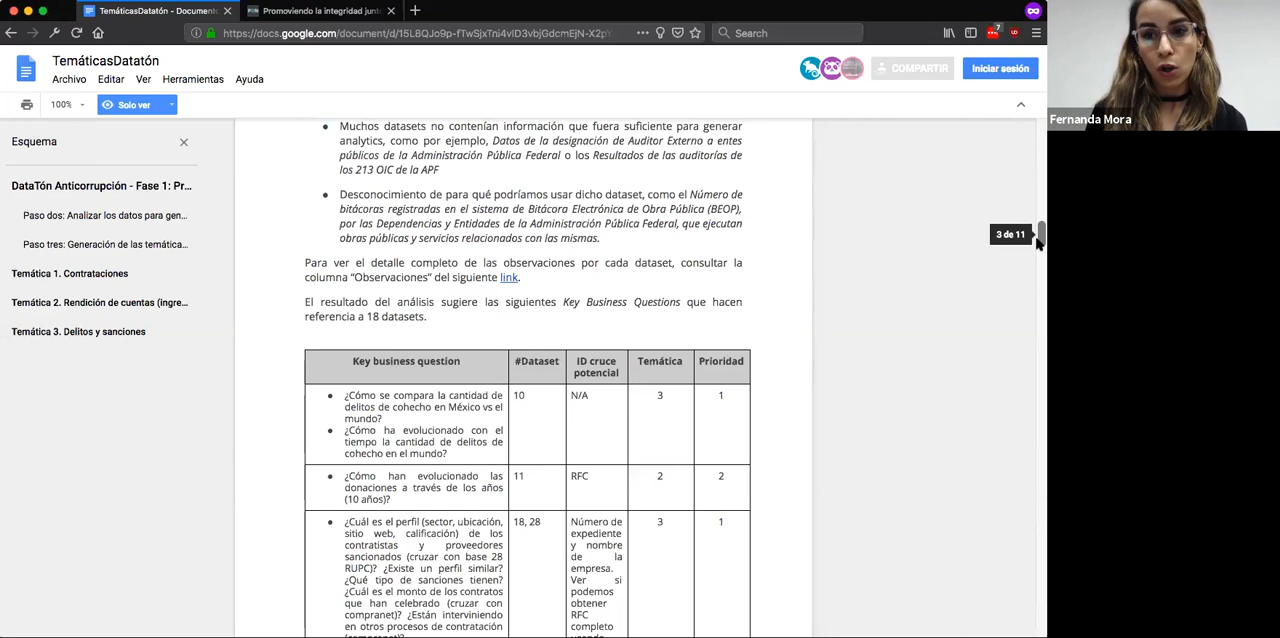 TemáticasDatatón - Documento
Promoviendo la integridad junto
https://docs.google.com/document/d/15L8QJo9p-fTwSjxTni4vID3vbjGdcmEjN-X2pY
Search
7
TemáticasDatatón
Archivo Editar Ver Herramientas Ayuda
COMPARTIR
Iniciar sesión
100%
Solo ver
Fernanda Mora
Esquema
DataTón Anticorrupción - Fase 1: Pr...
Paso dos: Analizar los datos para gen...
Paso tres: Generación de las temática...
Temática 1. Contrataciones
Temática 2. Rendición de cuentas (ingre...
Temática 3. Delitos y sanciones
● Muchos datasets no contenían información que fuera suficiente para generar
analytics, como por ejemplo, Datos de la designación de Auditor Externo a entes
públicos de la Administración Pública Federal o los Resultados de las auditorías de
los 213 OIC de la APF
● Desconocimiento de para qué podríamos usar dicho dataset, como el Número de
bitácoras registradas en el sistema de Bitácora Electrónica de Obra Pública (BEOP),
por las Dependencias y Entidades de la Administración Pública Federal, que ejecutan
obras públicas y servicios relacionados con las mismas.
3 de 11
Para ver el detalle completo de las observaciones por cada dataset, consultar la
columna “Observaciones” del siguiente link.
El resultado del análisis sugiere las siguientes Key Business Questions que hacen
referencia a 18 datasets.
Key business question #Dataset ID cruce potencial Temática Prioridad
● ¿Cómo se compara la cantidad de
delitos de cohecho en México vs el
mundo?
● ¿Cómo ha evolucionado con el
tiempo la cantidad de delitos de
cohecho en el mundo?
10 N/A 3 1
● ¿Cómo han evolucionado las
donaciones a través de los años
(10 años)?
11 RFC 2 2
● ¿Cuál es el perfil (sector, ubicación,
sitio web, calificación) de los
contratistas y proveedores
sancionados (cruzar con base 28
RUPC)? ¿Existe un perfil similar?
¿Qué tipo de sanciones tienen?
¿Cuál es el monto de los contratos
que han celebrado (cruzar con
compranet)? ¿Están interviniendo
en otros procesos de contratación
(compranet)?
18, 28
Número de
expediente
y nombre
de la
empresa.
Ver si
podemos
obtener
RFC
completo
usando
3 1